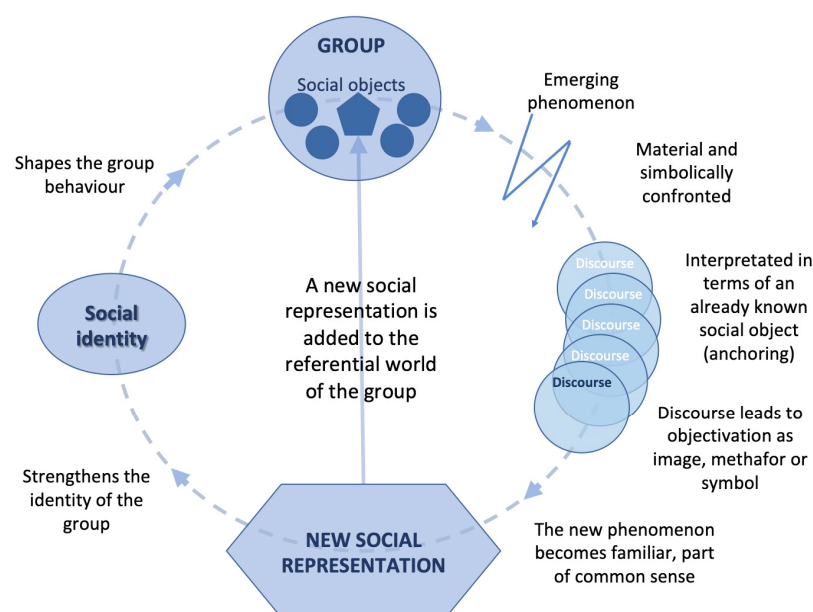 GROUP
Social objects
Emerging
phenomenon
Material and
simbolically
confronted
Shapes the group
behaviour
Discourse
Discourse
Discourse
Discourse
Discourse
Interpretated in
terms of an
already known
social object
(anchoring)
Social
identity
A new social
representation is
added to the
referential world
of the group
Discourse leads to
objectivation as
image, methafor or
symbol
Strengthens the
identity of the
group
NEW SOCIAL
REPRESENTATION
The new phenomenon
becomes familiar, part
of common sense